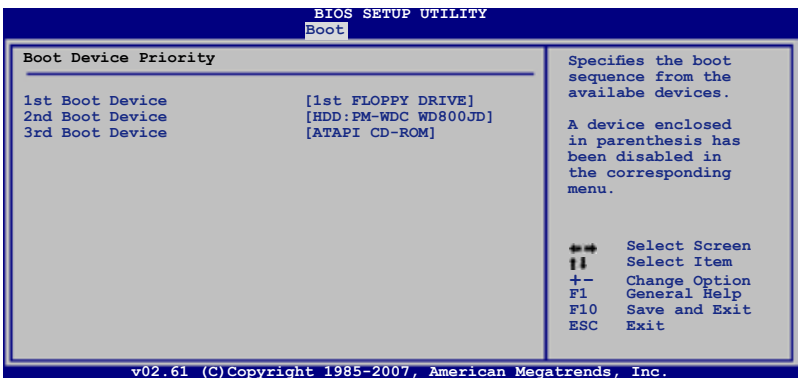 BIOS SETUP UTILITY
Boot
Boot Device Priority
1st Boot Device [1st FLOPPY DRIVE]
2nd Boot Device [HDD:PM-WDC WD800JD]
3rd Boot Device [ATAPI CD-ROM]
Specifies the boot
sequence from the
availabe devices.
A device enclosed
in parenthesis has
been disabled in
the corresponding
menu.
←→ Select Screen
↑↓ Select Item
+- Change Option
F1 General Help
F10 Save and Exit
ESC Exit
v02.61 (C)Copyright 1985-2007, American Megatrends, Inc.